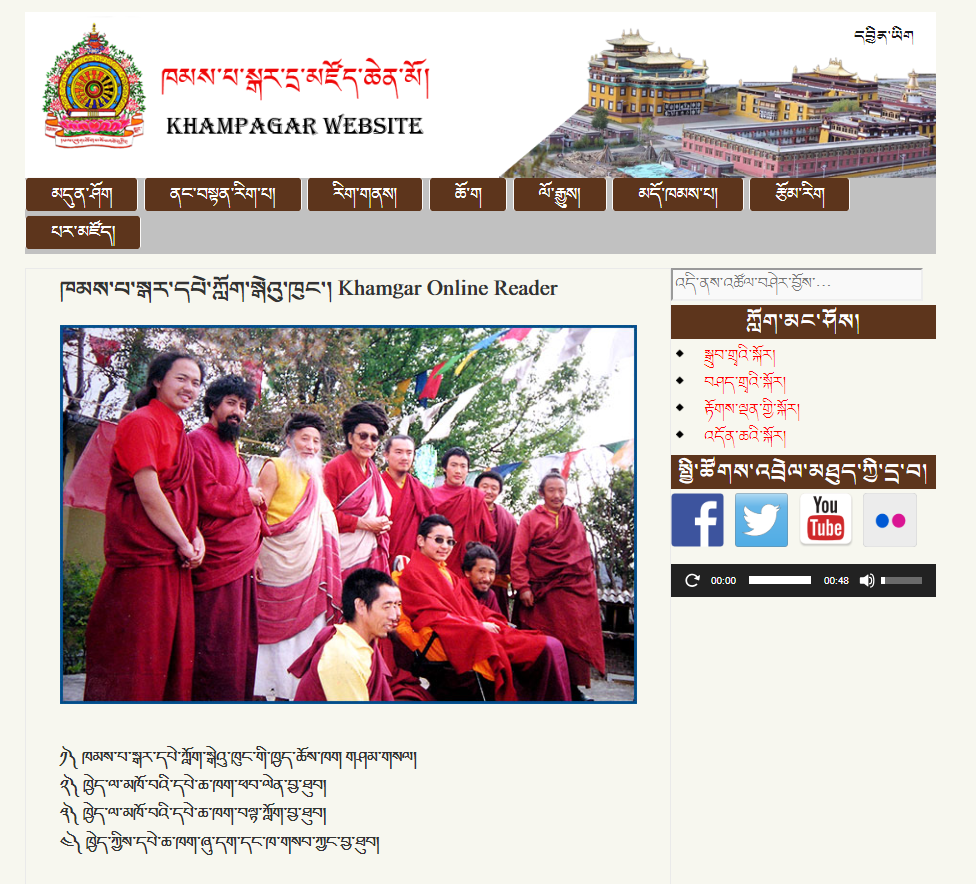 དབྱིན་ཡིག
ཁམས་པ་སྒར་དྲ་མཛོད་ཆེན་མོ།
KHAMPAGAR WEBSITE
མདུན་ཤོག
ནང་བསྟན་རིག་པ།
རིག་གནས།
ཆོ་ག
ལོ་རྒྱུས།
མདོ་ཁམས་པ།
རྩོམ་རིག
པར་མཛོད།
ཁམས་པ་སྒར་དཔེ་ཀློག་སྒེའུ་ཁུང་། Khamgar Online Reader
འདི་ནས་འཚོལ་བཤེར་བྱོས་...
ཀློག་མང་ཤོས།
སྒྲུབ་གྲྭའི་སྐོར།
བཤད་གྲྭའི་སྐོར།
རྟོགས་ལྡན་གྱི་སྐོར།
འདོན་ཆའི་སྐོར།
སྤྱི་ཚོགས་འབྲེལ་མཐུད་ཀྱི་དྲ་བ།
You
Tube
00:00
00:48
༡༽ ཁམས་པ་སྒར་དཔེ་ཀློག་སྒེའུ་ཁུང་གི་ཁྱད་ཆོས་ཁག་གཤམ་གསལ།
༢༽ ཁྱེད་ལ་མཁོ་བའི་དཔེ་ཆ་ཁག་ཕབ་ལེན་བྱ་ཐུབ།
༣༽ ཁྱེད་ལ་མཁོ་བའི་དཔེ་ཆ་ཁག་བལྟ་ཀློག་བྱ་ཐུབ།
༤༽ ཁྱེད་ཀྱིས་དཔེ་ཆ་ཁག་ཞུ་དག་དང་ཁ་གསབ་ཀྱང་བྱ་ཐུབ།